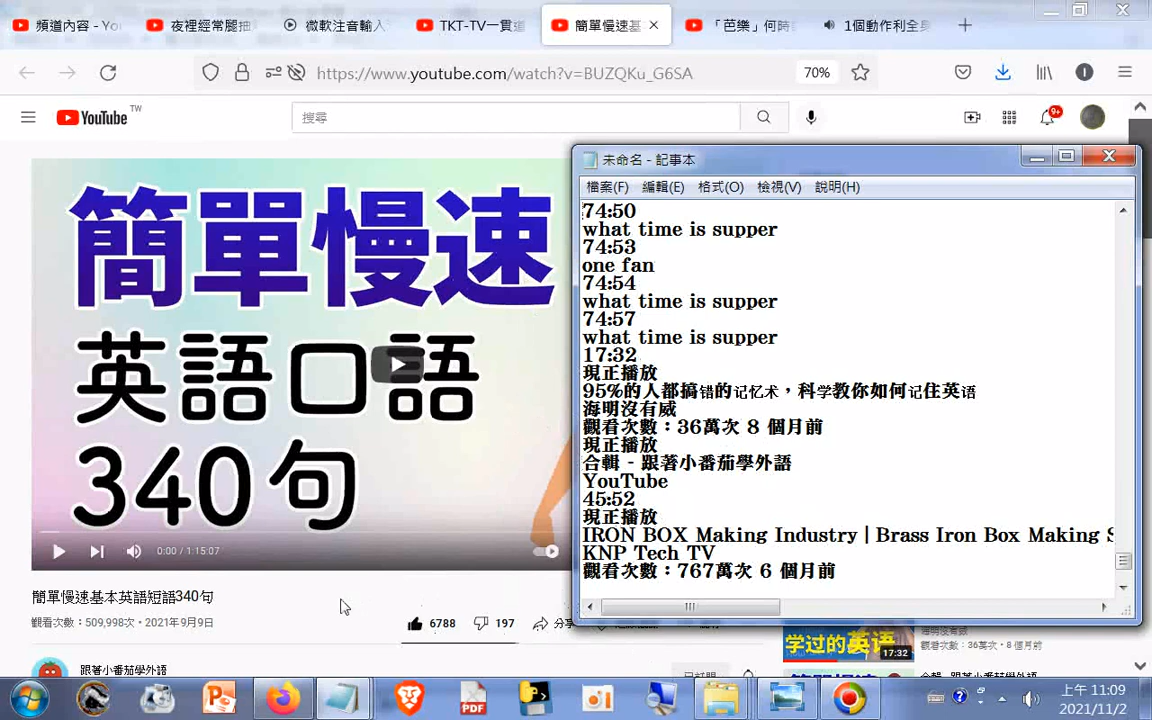 頻道內容 - Yo
夜裡經常腿抽
微軟注音輸入
TKT-TV一貫道
簡單慢速基
「芭樂」何時
1個動作利全身
https://www.youtube.com/watch?v=BUZQKu_G6SA
70%
YouTube TW
搜尋
9+
簡單慢速
英語口語
340句
0:00 / 1:15:07
簡單慢速基本英語短語340句
觀看次數：509,998次・2021年9月9日
6788
197
分享
跟著小番茄學外語
未命名 - 記事本
檔案(F) 編輯(E) 格式(O) 檢視(V) 說明(H)
74:50
what time is supper
74:53
one fan
74:54
what time is supper
74:57
what time is supper
17:32
現正播放
95%的人都搞错的记忆术，科学教你如何记住英语
海明沒有威
觀看次數：36萬次 8 個月前
現正播放
合輯 - 跟著小番茄學外語
YouTube
45:52
現正播放
IRON BOX Making Industry | Brass Iron Box Making S
KNP Tech TV
觀看次數：767萬次 6 個月前
学过的英语
17:32
海明沒有威
觀看次數：36萬次・8 個月前
PDF
上午 11:09
2021/11/2